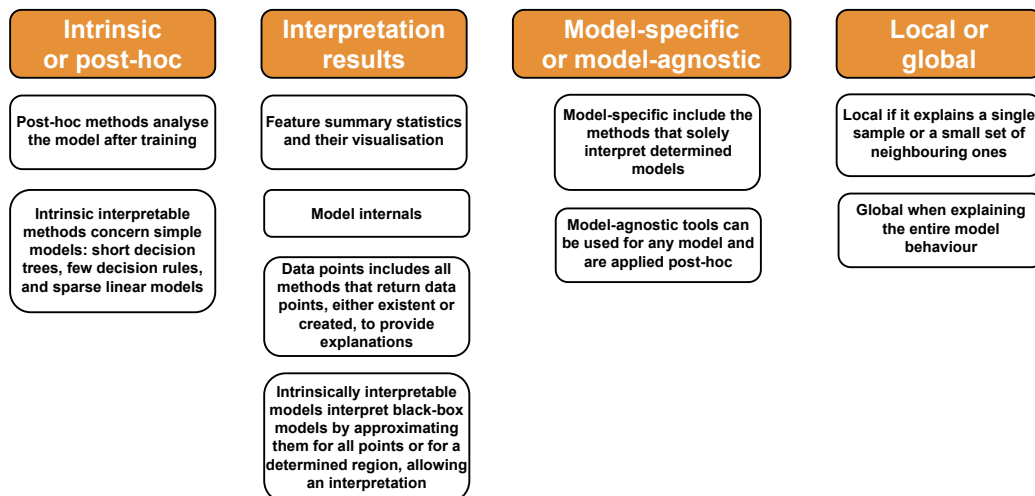 Intrinsic
or post-hoc
Post-hoc methods analyse
the model after training
Intrinsic interpretable
methods concern simple
models: short decision
trees, few decision rules,
and sparse linear models
Interpretation
results
Feature summary statistics
and their visualisation
Model internals
Data points includes all
methods that return data
points, either existent or
created, to provide
explanations
Intrinsically interpretable
models interpret black-box
models by approximating
them for all points or for a
determined region, allowing
an interpretation
Model-specific
or model-agnostic
Model-specific include the
methods that solely
interpret determined
models
Model-agnostic tools can
be used for any model and
are applied post-hoc
Local or
global
Local if it explains a single
sample or a small set of
neighbouring ones
Global when explaining
the entire model
behaviour